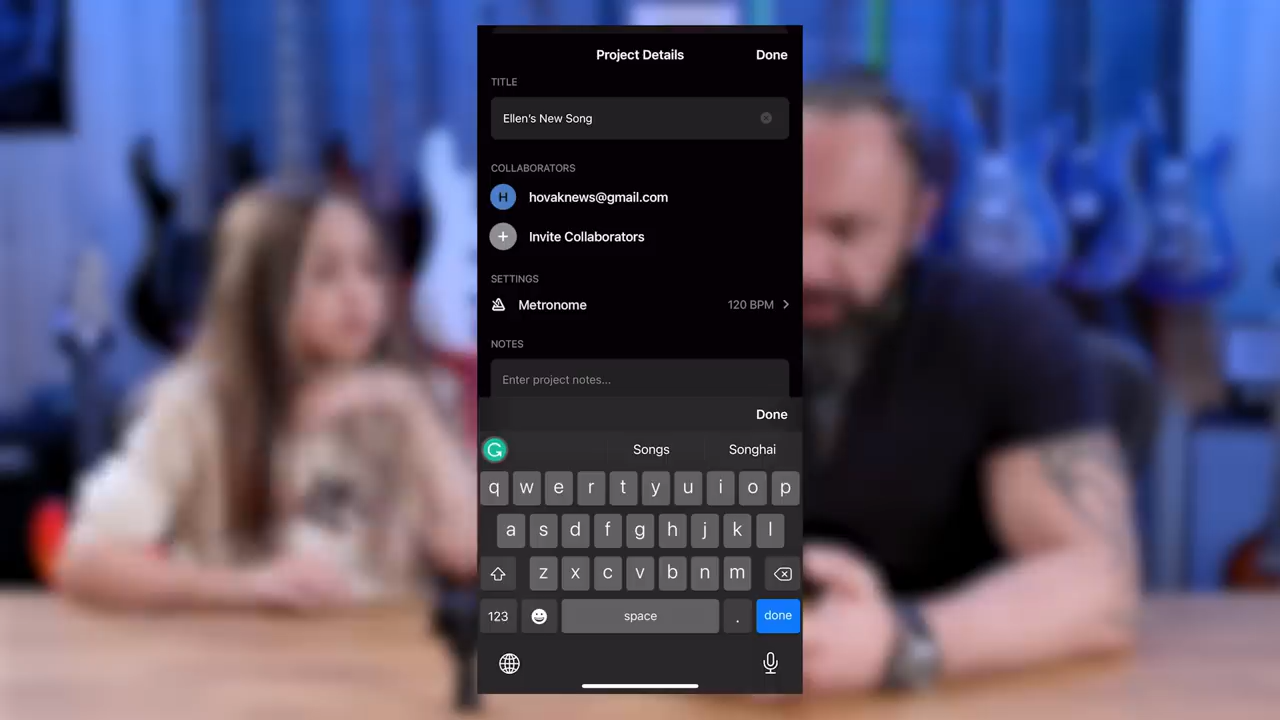 Project Details
Done
TITLE
Ellen's New Song
COLLABORATORS
H
hovaknews@gmail.com
+
Invite Collaborators
SETTINGS
Metronome
120 BPM
NOTES
Enter project notes...
Done
G
Songs
Songhai
q w e r t y u i o p
a s d f g h j k l
z x c v b n m
123
space
.
done